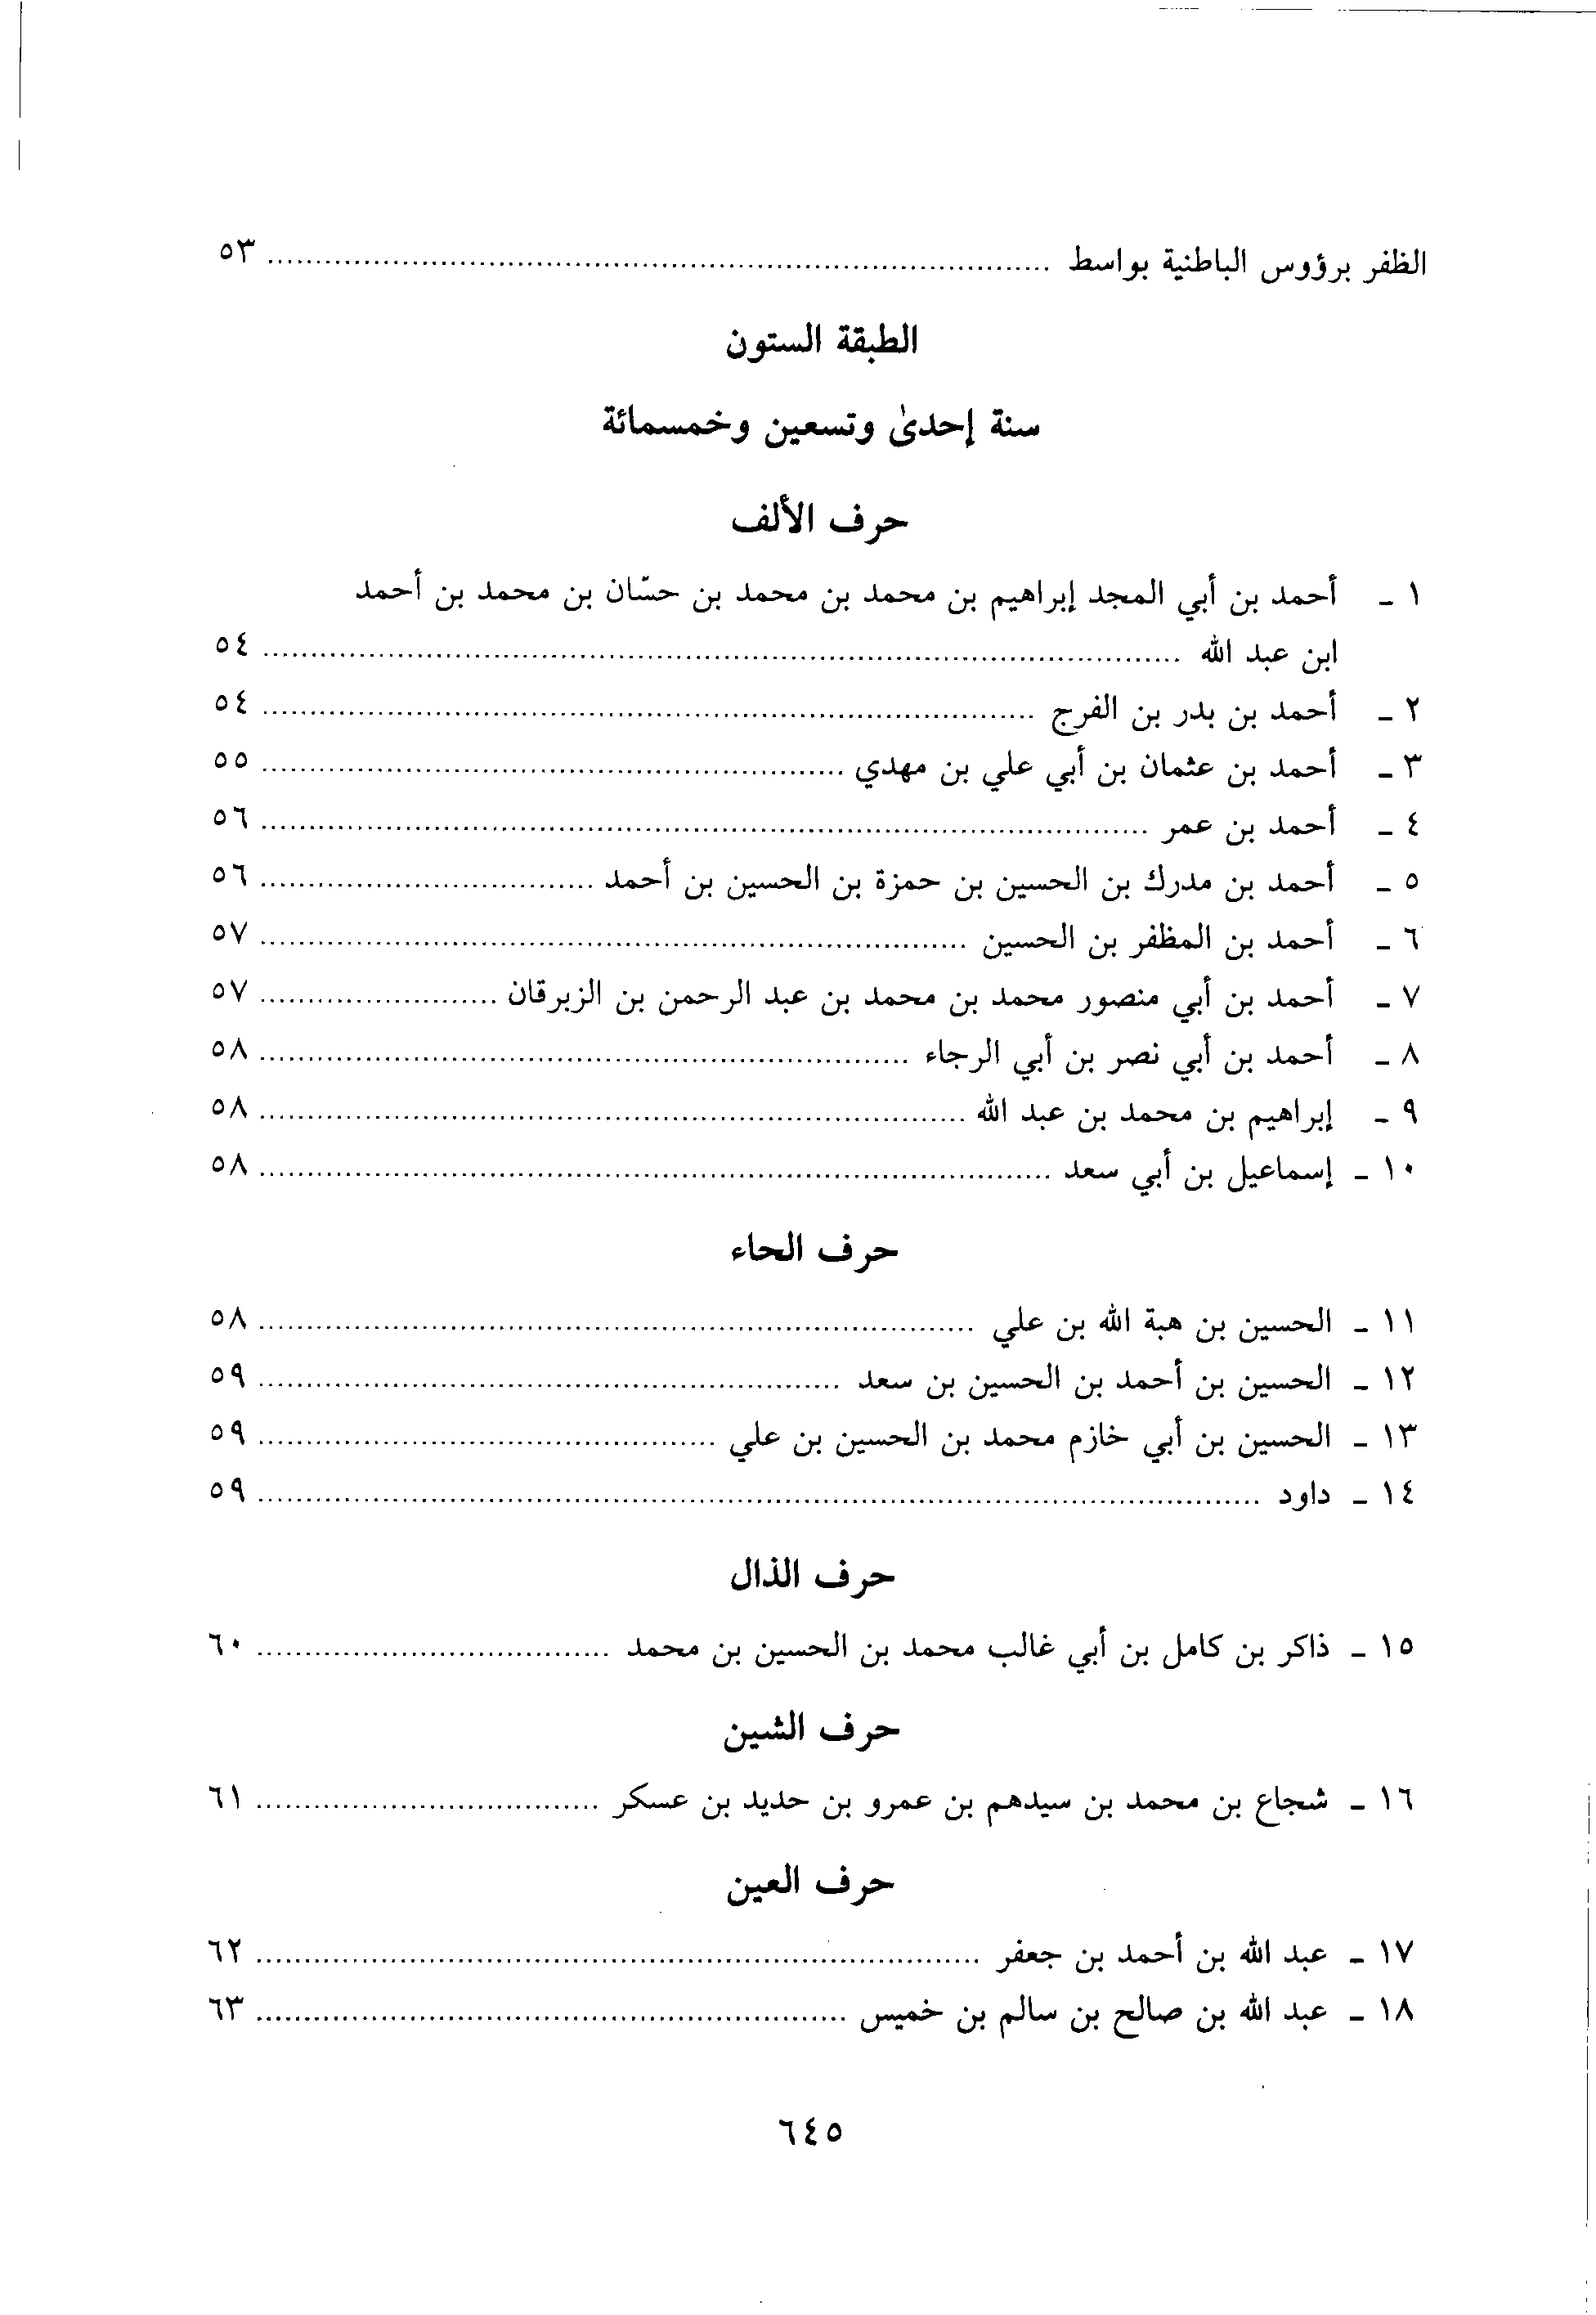 الظفر برؤوس الباطنية بواسط ........ ٥٣
الطبقة الستون
سنة إحدىٰ وتسعين وخمسمائة
حرف الألف
١ - أحمد بن أبي المجد إبراهيم بن محمد بن محمد بن حسّان بن محمد بن أحمد
ابن عبد الله ........ ٥٤
٢ - أحمد بن بدر بن الفرج ........ ٥٤
٣ - أحمد بن عثمان بن أبي علي بن مهدي ........ ٥٥
٤ - أحمد بن عمر ........ ٥٦
٥ - أحمد بن مدرك بن الحسين بن حمزة بن الحسين بن أحمد ........ ٥٦
٦ - أحمد بن المظفر بن الحسين ........ ٥٧
٧ - أحمد بن أبي منصور محمد بن محمد بن عبد الرحمن بن الزبرقان ........ ٥٧
٨ - أحمد بن أبي نصر بن أبي الرجاء ........ ٥٨
٩ - إبراهيم بن محمد بن عبد الله ........ ٥٨
١٠ - إسماعيل بن أبي سعد ........ ٥٨
حرف الحاء
١١ - الحسين بن هبة الله بن علي ........ ٥٨
١٢ - الحسين بن أحمد بن الحسين بن سعد ........ ٥٩
١٣ - الحسين بن أبي خازم محمد بن الحسين بن علي ........ ٥٩
١٤ - داود ........ ٥٩
حرف الذال
١٥ - ذاكر بن كامل بن أبي غالب محمد بن الحسين بن محمد ........ ٦٠
حرف الشين
١٦ - شجاع بن محمد بن سيدهم بن عمرو بن حديد بن عسكر ........ ٦١
حرف العين
١٧ - عبد الله بن أحمد بن جعفر ........ ٦٢
١٨ - عبد الله بن صالح بن سالم بن خميس ........ ٦٣
٦٤٥